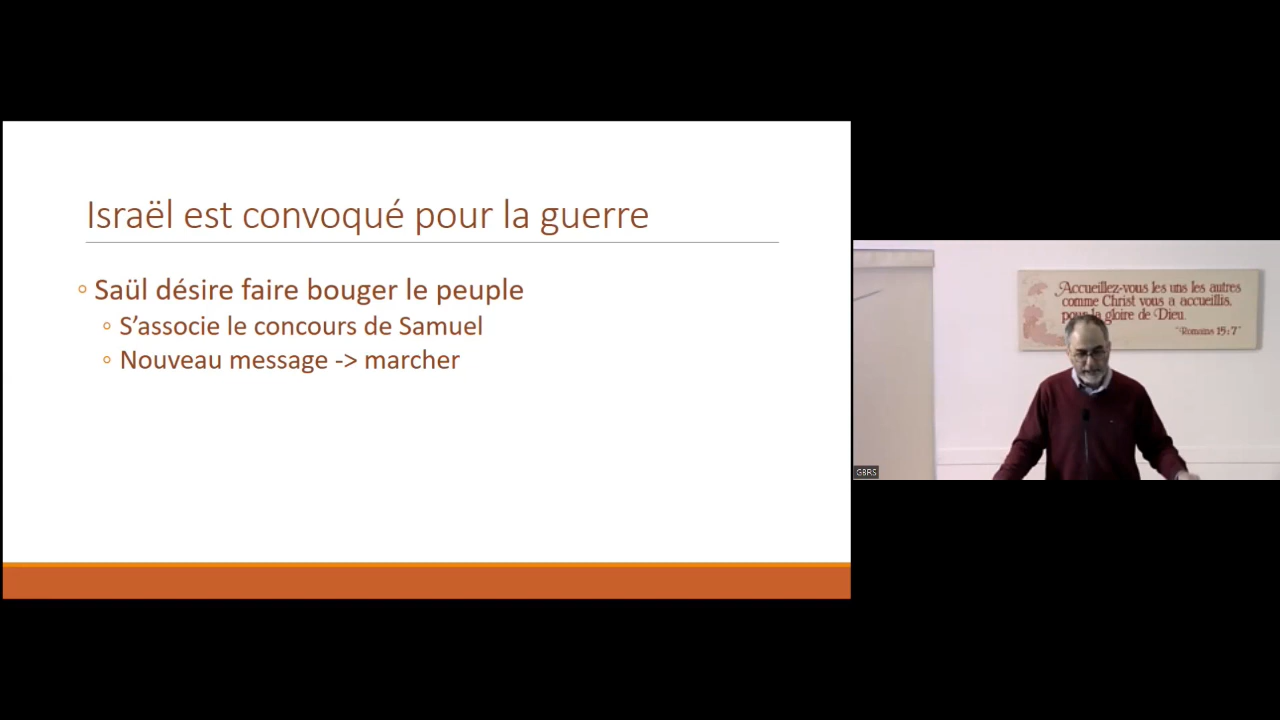 Israël est convoqué pour la guerre
◦ Saül désire faire bouger le peuple
◦ S’associe le concours de Samuel
◦ Nouveau message -> marcher
Accueillez-vous les uns les autres
comme Christ vous a accueillis,
pour la gloire de Dieu.
"Romains 15:7"
GBRS